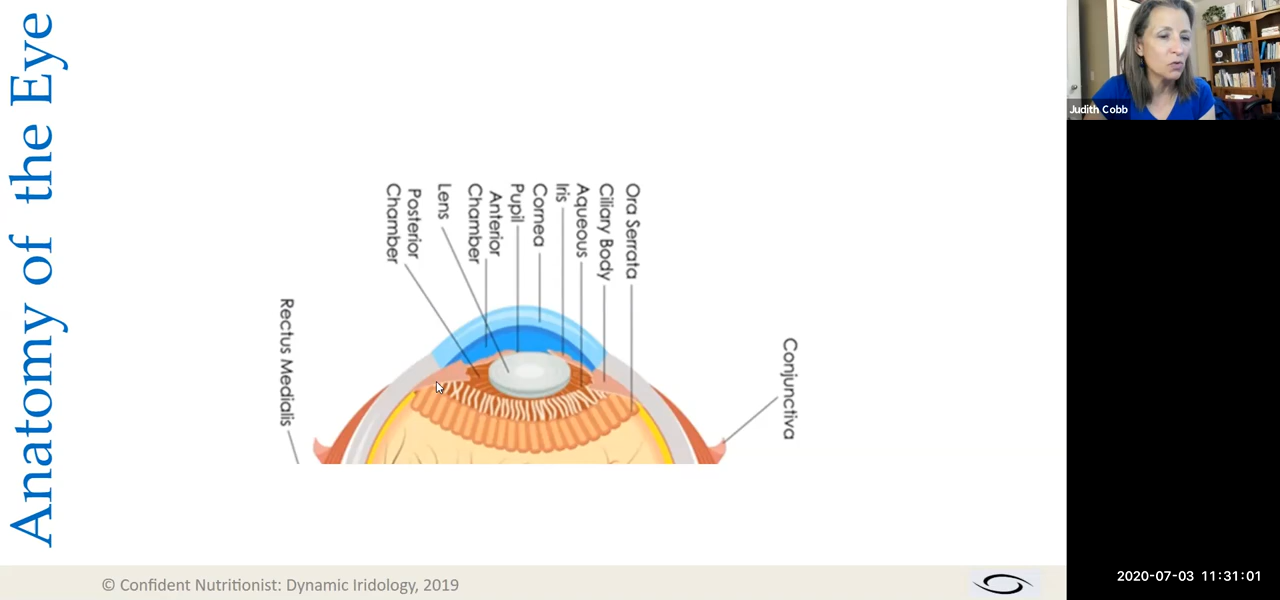 Anatomy of the Eye
Judith Cobb
Ora Serrata
Ciliary Body
Aqueous
Iris
Cornea
Pupil
Anterior
Chamber
Lens
Posterior
Chamber
Rectus Medialis
Conjunctiva
© Confident Nutritionist: Dynamic Iridology, 2019
2020-07-03 11:31:01